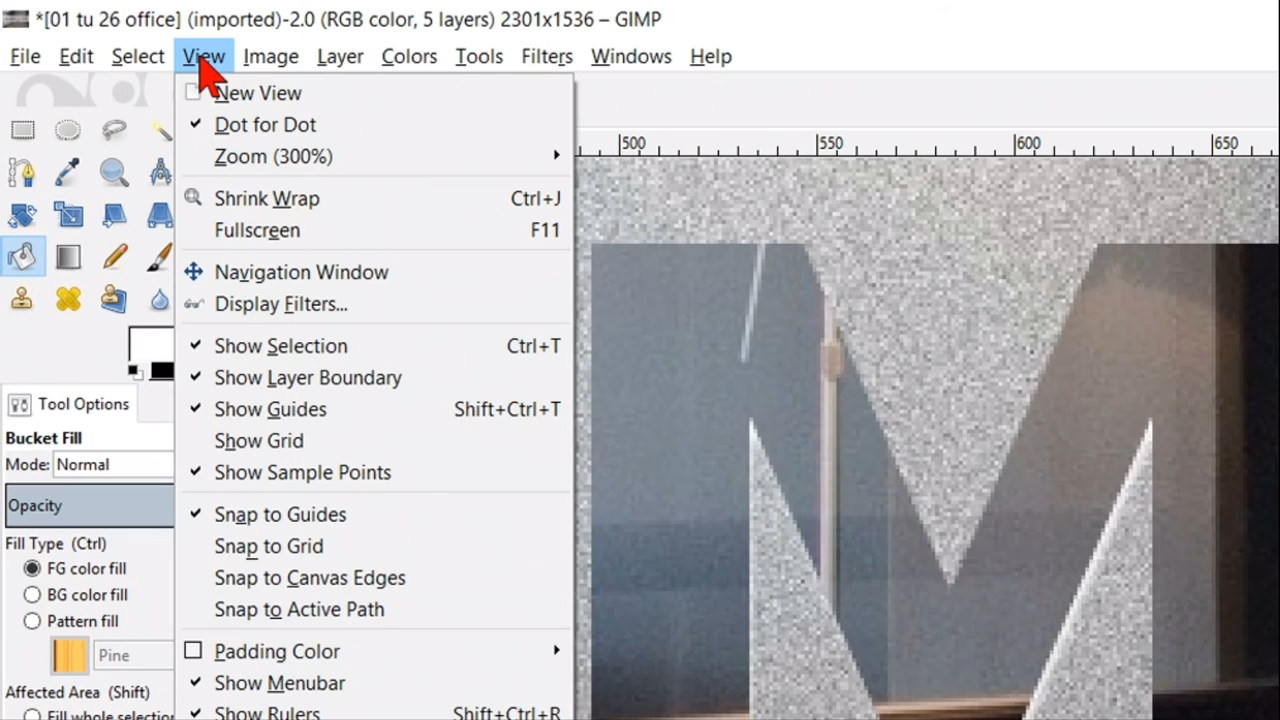 *[01 tu 26 office] (imported)-2.0 (RGB color, 5 layers) 2301x1536 – GIMP
File Edit Select View Image Layer Colors Tools Filters Windows Help
New View
Dot for Dot
Zoom (300%)
500 550 600 650
Shrink Wrap Ctrl+J
Fullscreen F11
Navigation Window
Display Filters...
Show Selection Ctrl+T
Show Layer Boundary
Tool Options
Show Guides Shift+Ctrl+T
Bucket Fill
Show Grid
Mode: Normal
Show Sample Points
Opacity
Snap to Guides
Fill Type (Ctrl)
Snap to Grid
FG color fill
Snap to Canvas Edges
BG color fill
Snap to Active Path
Pattern fill
Pine
Padding Color
Affected Area (Shift)
Show Menubar
Fill whole selection
Show Rulers Shift+Ctrl+R
M